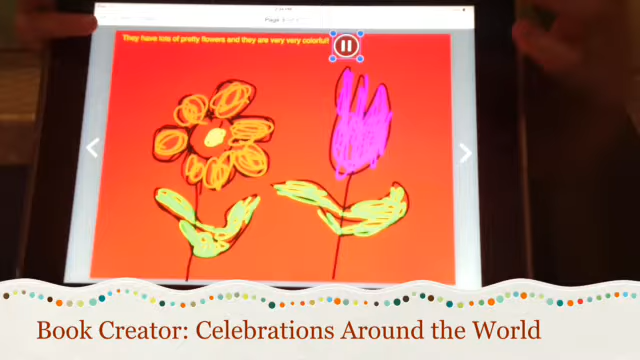 They have lots of pretty flowers and they are very very colorful!
Book Creator: Celebrations Around the World